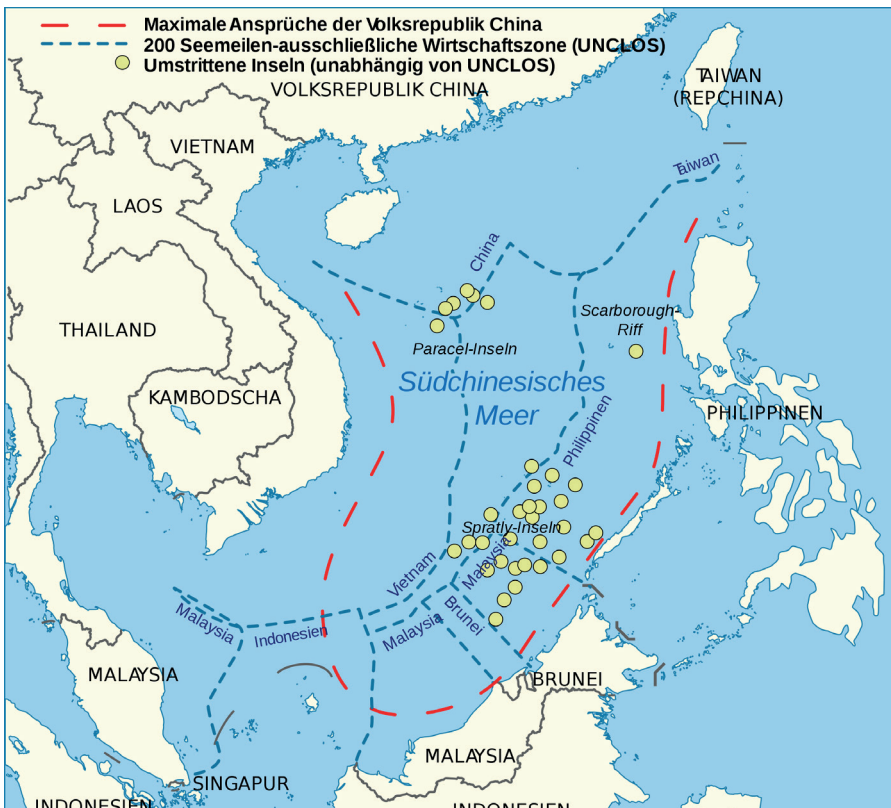 Maximale Ansprüche der Volksrepublik China
200 Seemeilen-ausschließliche Wirtschaftszone (UNCLOS)
Umstrittene Inseln (unabhängig von UNCLOS)
VOLKSREPUBLIK CHINA
TAIWAN
(REPCHINA)
VIETNAM
Taiwan
LAOS
China
Scarborough-
Riff
THAILAND
Paracel-Inseln
Südchinesisches
Meer
KAMBODSCHA
PHILIPPINEN
Philippinen
Spratly-Inseln
Malaysia
Vietnam
Malaysia
Indonesien
Malaysia
Brunei
MALAYSIA
BRUNEI
MALAYSIA
SINGAPUR
INDONESIEN
INDONESIEN